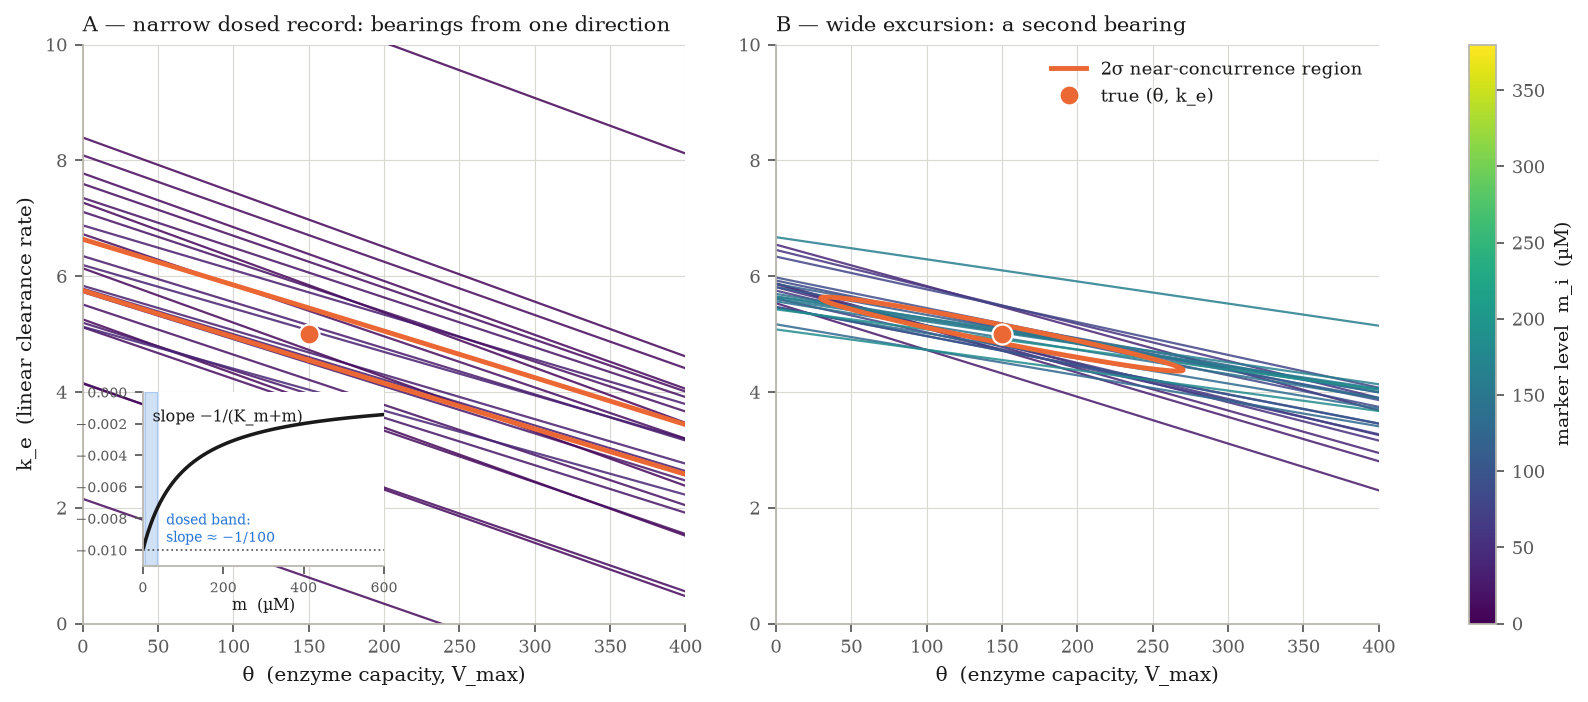 A — narrow dosed record: bearings from one direction
10
8
6
4
2
0
k_e (linear clearance rate)
0 50 100 150 200 250 300 350 400
θ (enzyme capacity, V_max)
slope −1/(K_m+m)
0.000
−0.002
−0.004
−0.006
−0.008
−0.010
dosed band:
slope ≈ −1/100
0 200 400 600
m (µM)
B — wide excursion: a second bearing
2σ near-concurrence region
true (θ, k_e)
10
8
6
4
2
0
0 50 100 150 200 250 300 350 400
θ (enzyme capacity, V_max)
350
300
250
200
150
100
50
0
marker level m_i (µM)